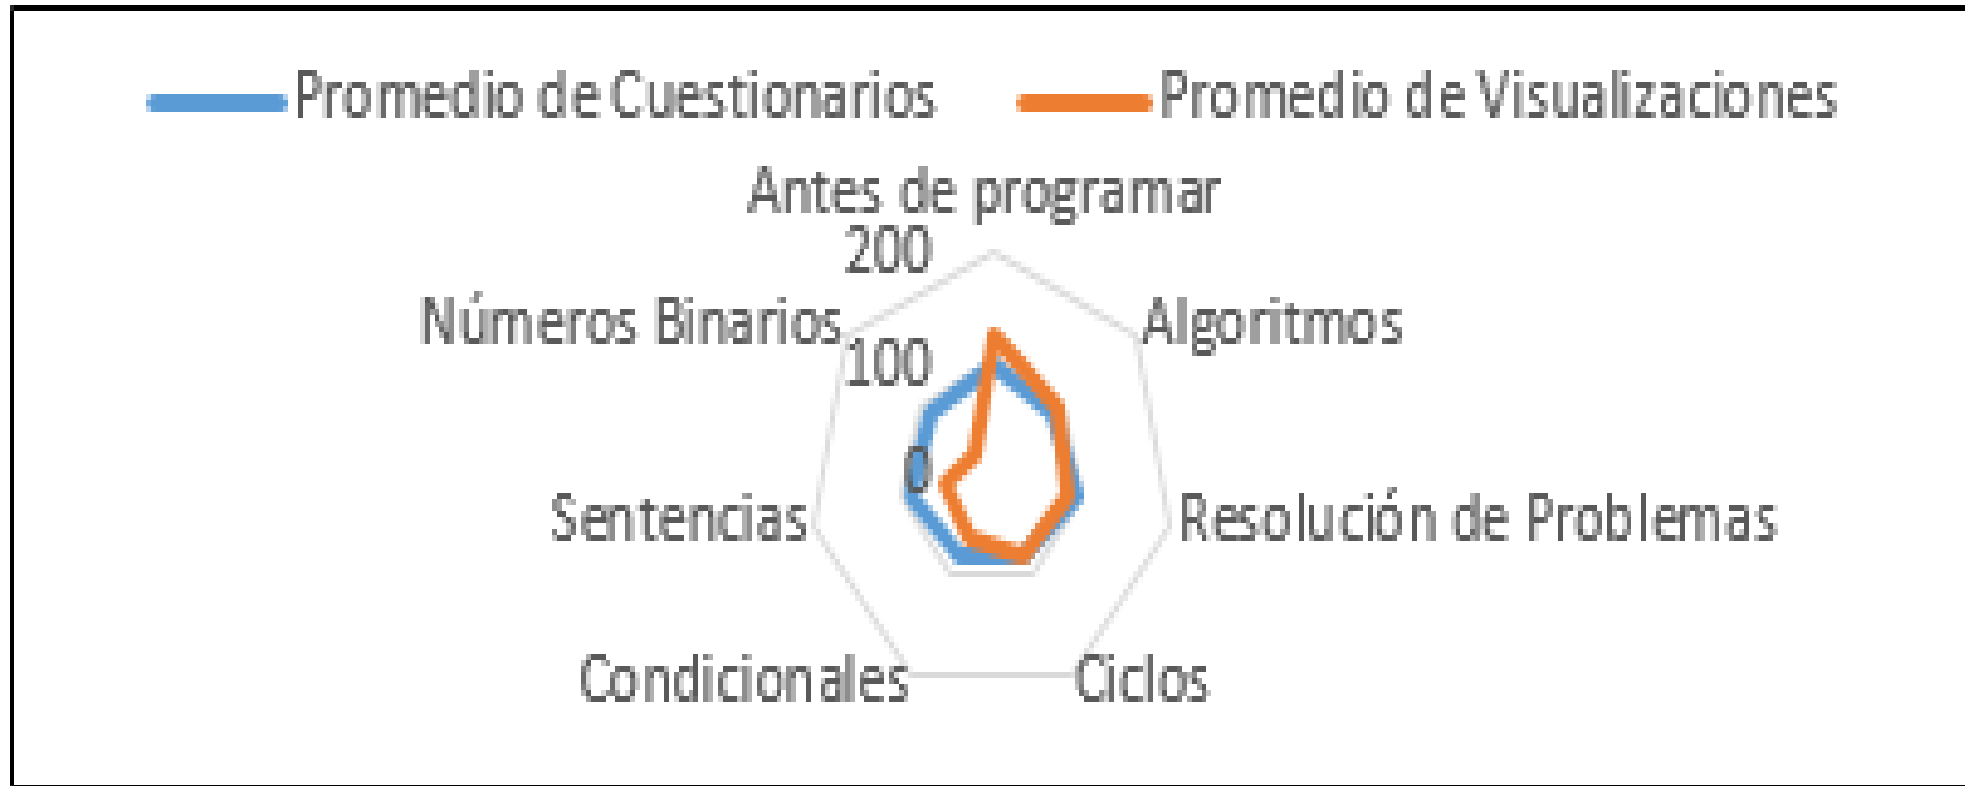 Promedio de Cuestionarios Promedio de Visualizaciones
Antes de programar
200
Números Binarios Algoritmos
100
0
Sentencias Resolución de Problemas
Condicionales Ciclos